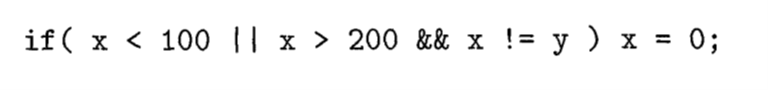 if( x < 100 || x > 200 && x != y ) x = 0;